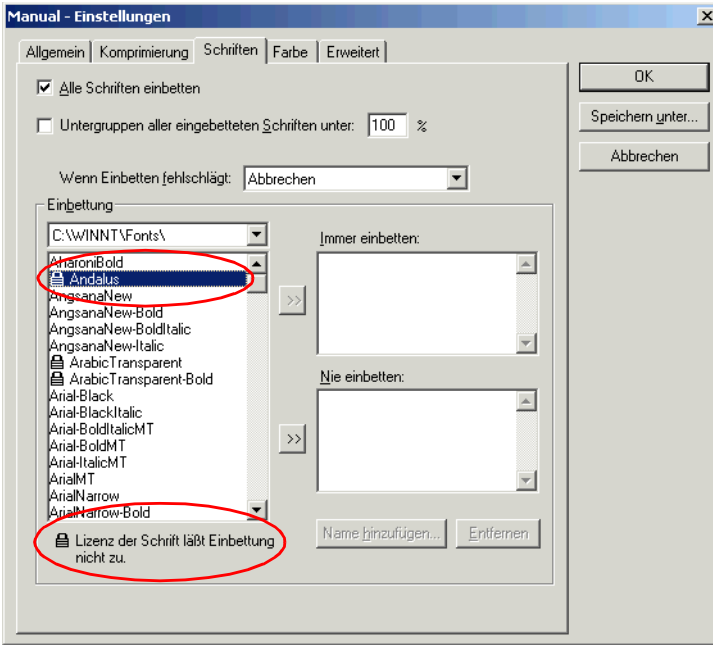 Manual - Einstellungen
Allgemein
Komprimierung
Schriften
Farbe
Erweitert
OK
Speichern unter...
Abbrechen
Alle Schriften einbetten
Untergruppen aller eingebetteten Schriften unter: 100 %
Wenn Einbetten fehlschlägt: Abbrechen
Einbettung
C:\WINNT\Fonts\
AharoniBold
Andalus
AngsanaNew
AngsanaNew-Bold
AngsanaNew-BoldItalic
AngsanaNew-Italic
ArabicTransparent
ArabicTransparent-Bold
Arial-Black
Arial-BlackItalic
Arial-BoldItalicMT
Arial-BoldMT
Arial-ItalicMT
ArialMT
ArialNarrow
ArialNarrow-Bold
Immer einbetten:
>>
Nie einbetten:
>>
Lizenz der Schrift läßt Einbettung
nicht zu.
Name hinzufügen...
Entfernen